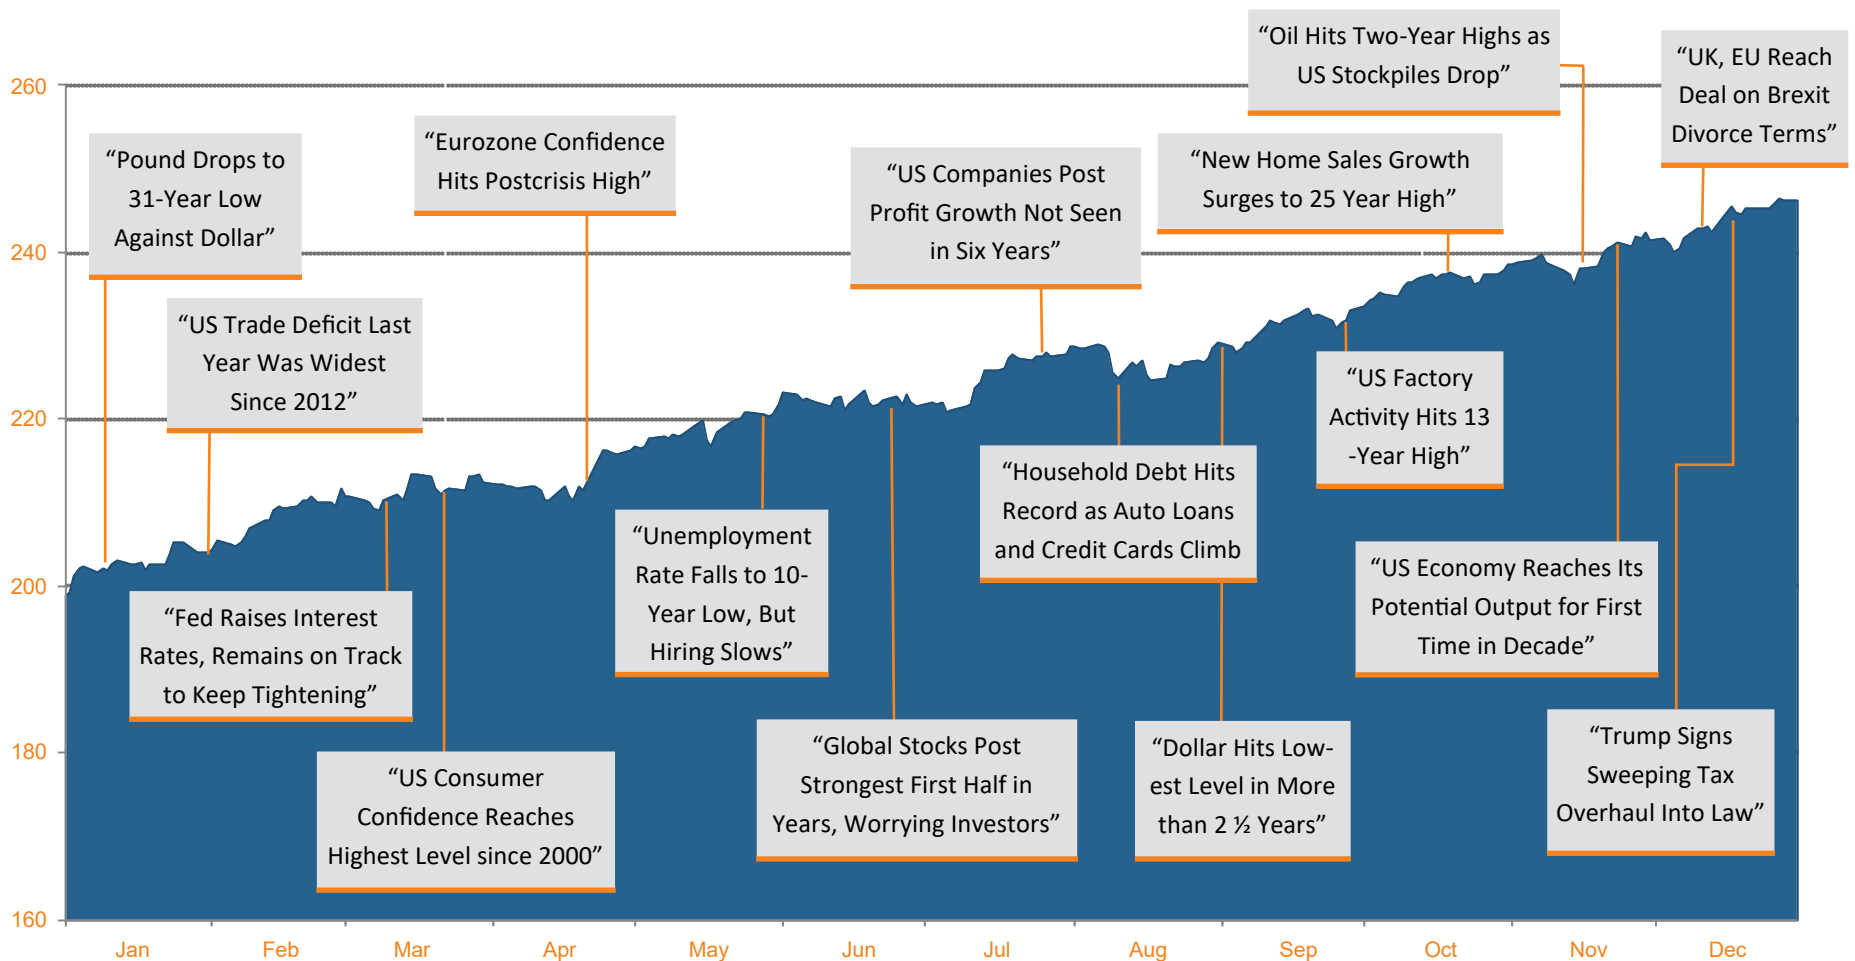 “Oil Hits Two-Year Highs as
US Stockpiles Drop”
“UK, EU Reach
Deal on Brexit
Divorce Terms”
“Pound Drops to
31-Year Low
Against Dollar”
“Eurozone Confidence
Hits Postcrisis High”
“US Companies Post
Profit Growth Not Seen
in Six Years”
“New Home Sales Growth
Surges to 25 Year High”
“US Trade Deficit Last
Year Was Widest
Since 2012”
“US Factory
Activity Hits 13
-Year High”
“Household Debt Hits
Record as Auto Loans
and Credit Cards Climb
“Unemployment
Rate Falls to 10-
Year Low, But
Hiring Slows”
“US Economy Reaches Its
Potential Output for First
Time in Decade”
“Fed Raises Interest
Rates, Remains on Track
to Keep Tightening”
“US Consumer
Confidence Reaches
Highest Level since 2000”
“Global Stocks Post
Strongest First Half in
Years, Worrying Investors”
“Dollar Hits Low-
est Level in More
than 2 ½ Years”
“Trump Signs
Sweeping Tax
Overhaul Into Law”
260
240
220
200
180
160
Jan
Feb
Mar
Apr
May
Jun
Jul
Aug
Sep
Oct
Nov
Dec